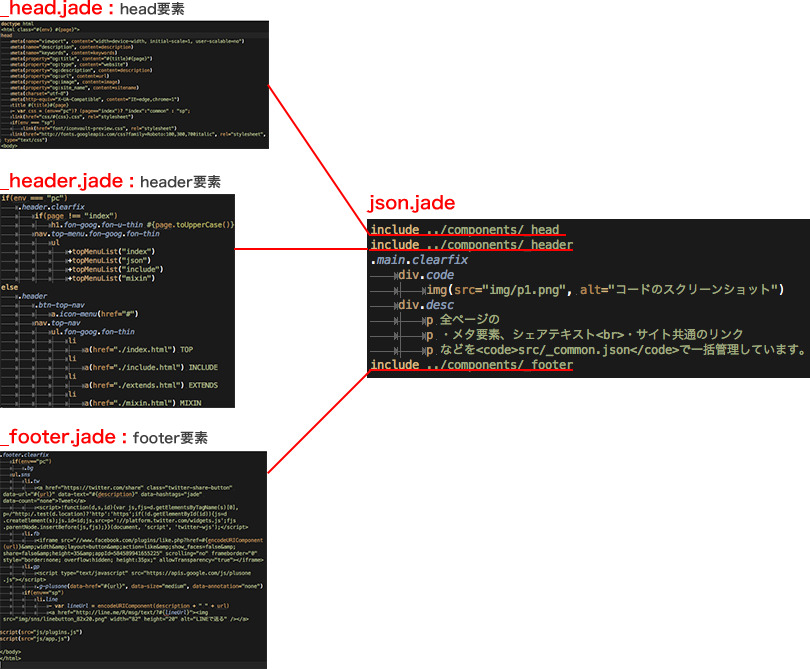 _head.jade：head要素
doctype html
<html class="#{env} #{page}">
head
meta(name="viewport", content="width=device-width, initial-scale=1, user-scalable=no")
meta(name="description", content=description)
meta(name="keywords", content=keywords)
meta(property="og:title", content="#{title}#{page}")
meta(property="og:type", content="website")
meta(property="og:description", content=description)
meta(property="og:url", content=url)
meta(property="og:image", content=image)
meta(property="og:site_name", content=sitename)
meta(charset="utf-8")
meta(http-equiv="X-UA-Compatible", content="IE=edge,chrome=1")
title #{title}#{page}
- var css = (env=="pc")? (page=="index")? "index":"common" : "sp";
link(href="css/#{css}.css", rel="stylesheet")
if(env == "sp")
link(href="font/iconvault-preview.css", rel="stylesheet")
link(href="http://fonts.googleapis.com/css?family=Roboto:100,300,700italic", rel="stylesheet",
type="text/css")
<body>
_header.jade：header要素
if(env === "pc")
.header.clearfix
if(page !== "index")
h1.fon-goog.fon-u-thin #{page.toUpperCase()}
nav.top-menu.fon-goog.fon-thin
ul
+topMenuList("index")
+topMenuList("json")
+topMenuList("include")
+topMenuList("mixin")
else
.header
.btn-top-nav
a.icon-menu(href="#")
nav.top-nav
ul.fon-goog.fon-thin
li
a(href="./index.html") TOP
li
a(href="./include.html") INCLUDE
li
a(href="./extends.html") EXTENDS
li
a(href="./mixin.html") MIXIN
json.jade
include ../components/_head
include ../components/_header
.main.clearfix
div.code
img(src="img/p1.png", alt="コードのスクリーンショット")
div.desc
p 全ページの
p ・メタ要素、シェアテキスト<br>・サイト共通のリンク
p などを<code>src/_common.json</code>で一括管理しています。
include ../components/_footer
_footer.jade：footer要素
.footer.clearfix
if(env=="pc")
.bg
ul.sns
li.tw
<a href="https://twitter.com/share" class="twitter-share-button"
data-url="#{url}" data-text="#{description}" data-hashtags="jade"
data-count="none">Tweet</a>
<script>!function(d,s,id){var js,fjs=d.getElementsByTagName(s)[0],
p=/^http:/.test(d.location)?'http':'https';if(!d.getElementById(id)){js=d
.createElement(s);js.id=id;js.src=p+'://platform.twitter.com/widgets.js';fjs
.parentNode.insertBefore(js,fjs);}}(document, 'script', 'twitter-wjs');</script>
li.fb
<iframe src="//www.facebook.com/plugins/like.php?href=#{encodeURIComponent
(url)}&amp;width&amp;layout=button&amp;action=like&amp;show_faces=false&amp;
share=false&amp;height=35&amp;appId=584589941655225" scrolling="no" frameborder="0"
style="border:none; overflow:hidden; height:35px;" allowTransparency="true"></iframe>
li.gp
<script type="text/javascript" src="https://apis.google.com/js/plusone
.js"></script>
.g-plusone(data-href="#{url}", data-size="medium", data-annotation="none")
if(env=="sp")
li.line
- var lineUrl = encodeURIComponent(description + " " + url)
<a href="http://line.me/R/msg/text/?#{lineUrl}"><img
src="img/sns/linebutton_82x20.png" width="82" height="20" alt="LINEで送る" /></a>
script(src="js/plugins.js")
script(src="js/app.js")
</body>
</html>